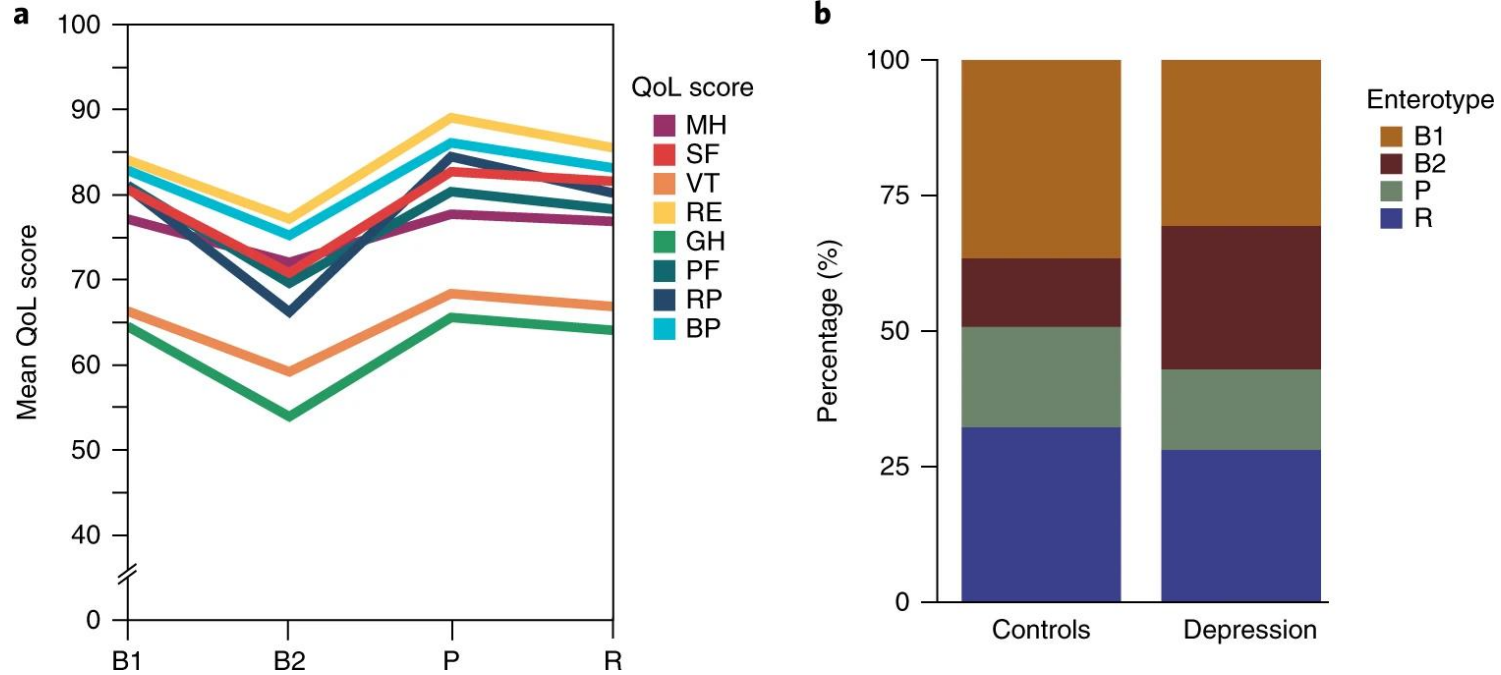 a
100
90
80
70
60
50
40
0
Mean QoL score
B1 B2 P R
QoL score
MH
SF
VT
RE
GH
PF
RP
BP
b
100
75
50
25
0
Percentage (%)
Controls Depression
Enterotype
B1
B2
P
R